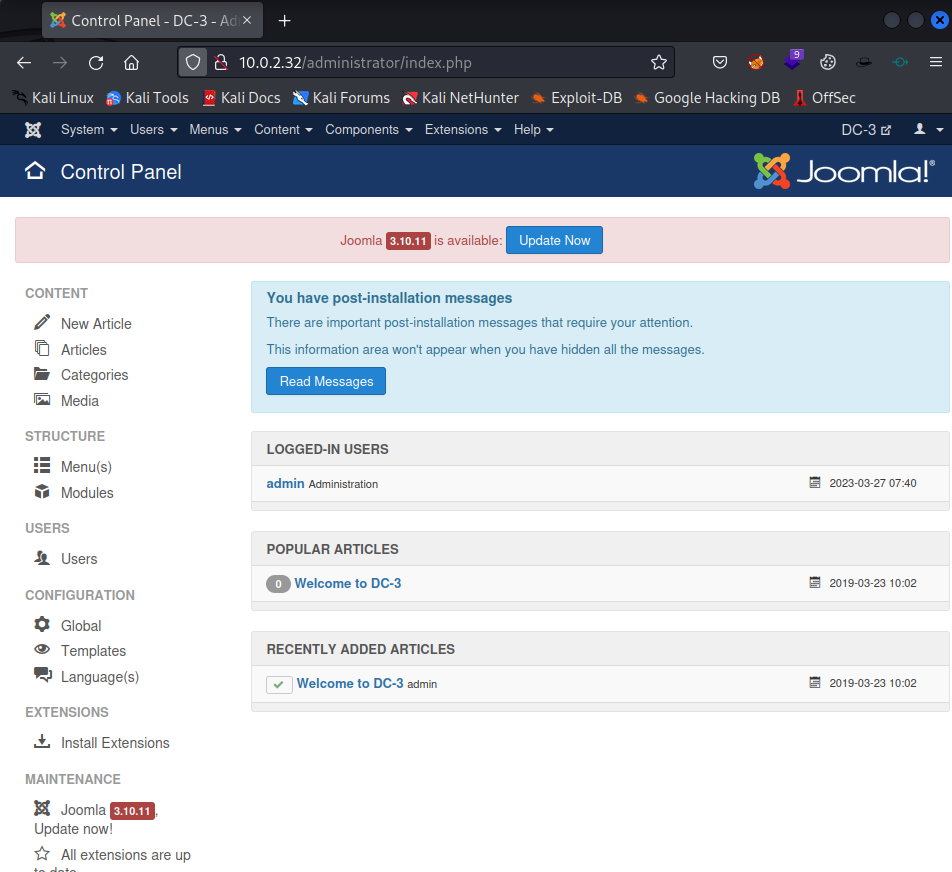 Control Panel - DC-3 - Ad
10.0.2.32/administrator/index.php
9
Kali Linux Kali Tools Kali Docs Kali Forums Kali NetHunter Exploit-DB Google Hacking DB OffSec
System Users Menus Content Components Extensions Help DC-3
Control Panel Joomla!®
Joomla 3.10.11 is available: Update Now
CONTENT
New Article
Articles
Categories
Media
STRUCTURE
Menu(s)
Modules
USERS
Users
CONFIGURATION
Global
Templates
Language(s)
EXTENSIONS
Install Extensions
MAINTENANCE
Joomla 3.10.11,
Update now!
All extensions are up
to date
You have post-installation messages
There are important post-installation messages that require your attention.
This information area won't appear when you have hidden all the messages.
Read Messages
LOGGED-IN USERS
admin Administration 2023-03-27 07:40
POPULAR ARTICLES
0 Welcome to DC-3 2019-03-23 10:02
RECENTLY ADDED ARTICLES
Welcome to DC-3 admin 2019-03-23 10:02